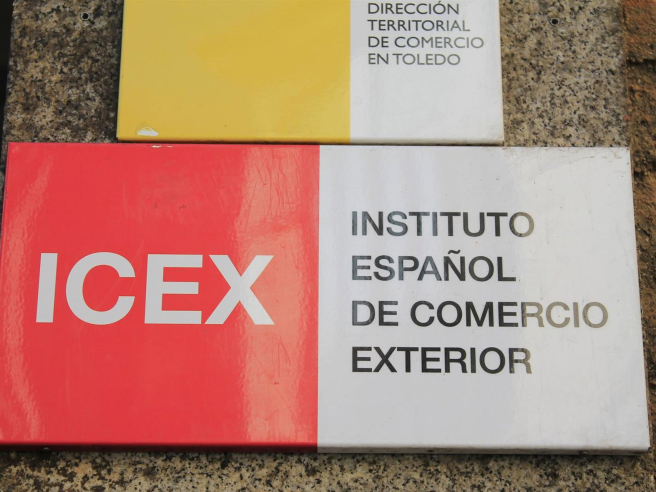 DIRECCIÓN
TERRITORIAL
DE COMERCIO
EN TOLEDO
ICEX
INSTITUTO
ESPAÑOL
DE COMERCIO
EXTERIOR